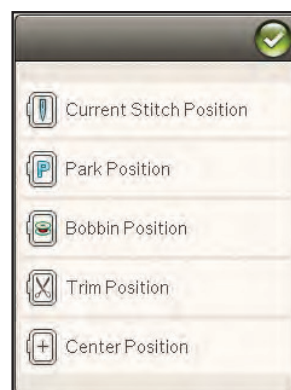 Current Stitch Position
P
Park Position
Bobbin Position
Trim Position
Center Position